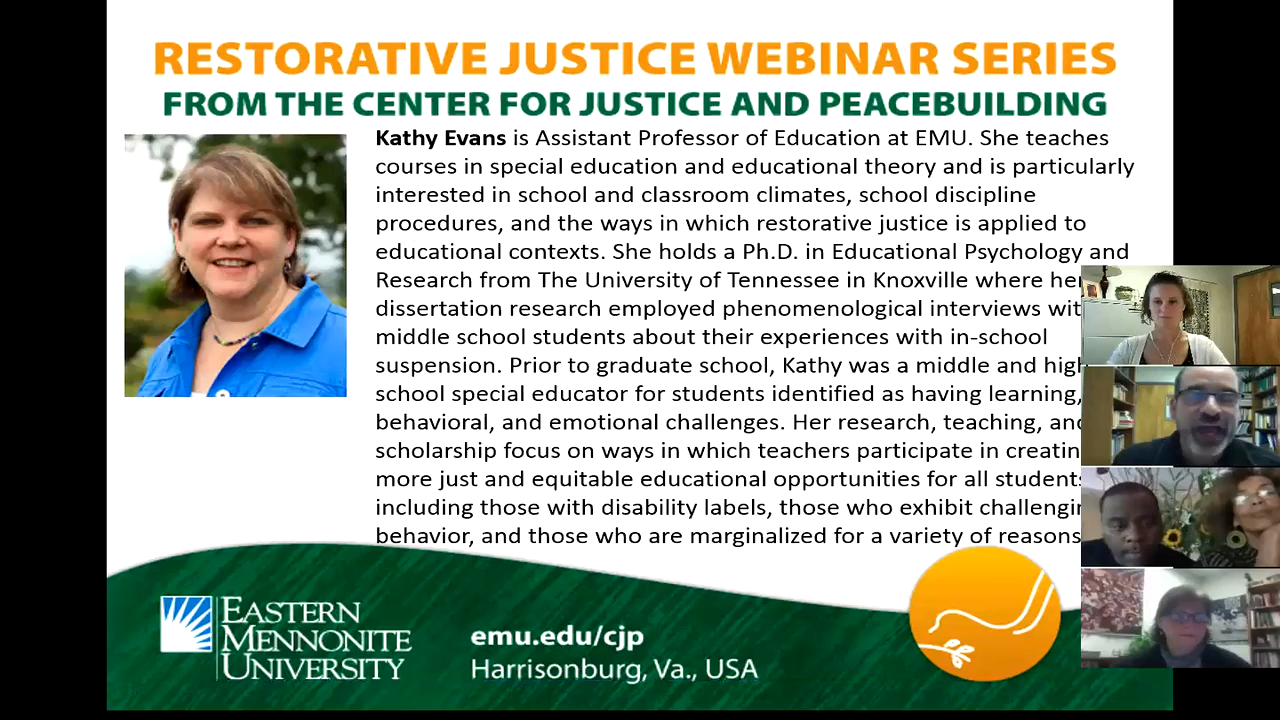 RESTORATIVE JUSTICE WEBINAR SERIES
FROM THE CENTER FOR JUSTICE AND PEACEBUILDING
Kathy Evans is Assistant Professor of Education at EMU. She teaches
courses in special education and educational theory and is particularly
interested in school and classroom climates, school discipline
procedures, and the ways in which restorative justice is applied to
educational contexts. She holds a Ph.D. in Educational Psychology and
Research from The University of Tennessee in Knoxville where her
dissertation research employed phenomenological interviews wit
middle school students about their experiences with in-school
suspension. Prior to graduate school, Kathy was a middle and high
school special educator for students identified as having learning,
behavioral, and emotional challenges. Her research, teaching, and
scholarship focus on ways in which teachers participate in creatin
more just and equitable educational opportunities for all students
including those with disability labels, those who exhibit challengin
behavior, and those who are marginalized for a variety of reasons
EASTERN
MENNONITE
UNIVERSITY
emu.edu/cjp
Harrisonburg, Va., USA